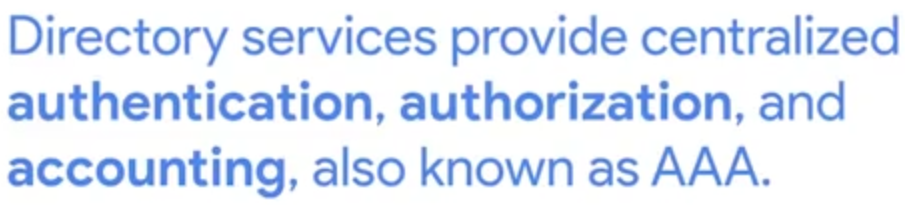 Directory services provide centralized
authentication, authorization, and
accounting, also known as AAA.